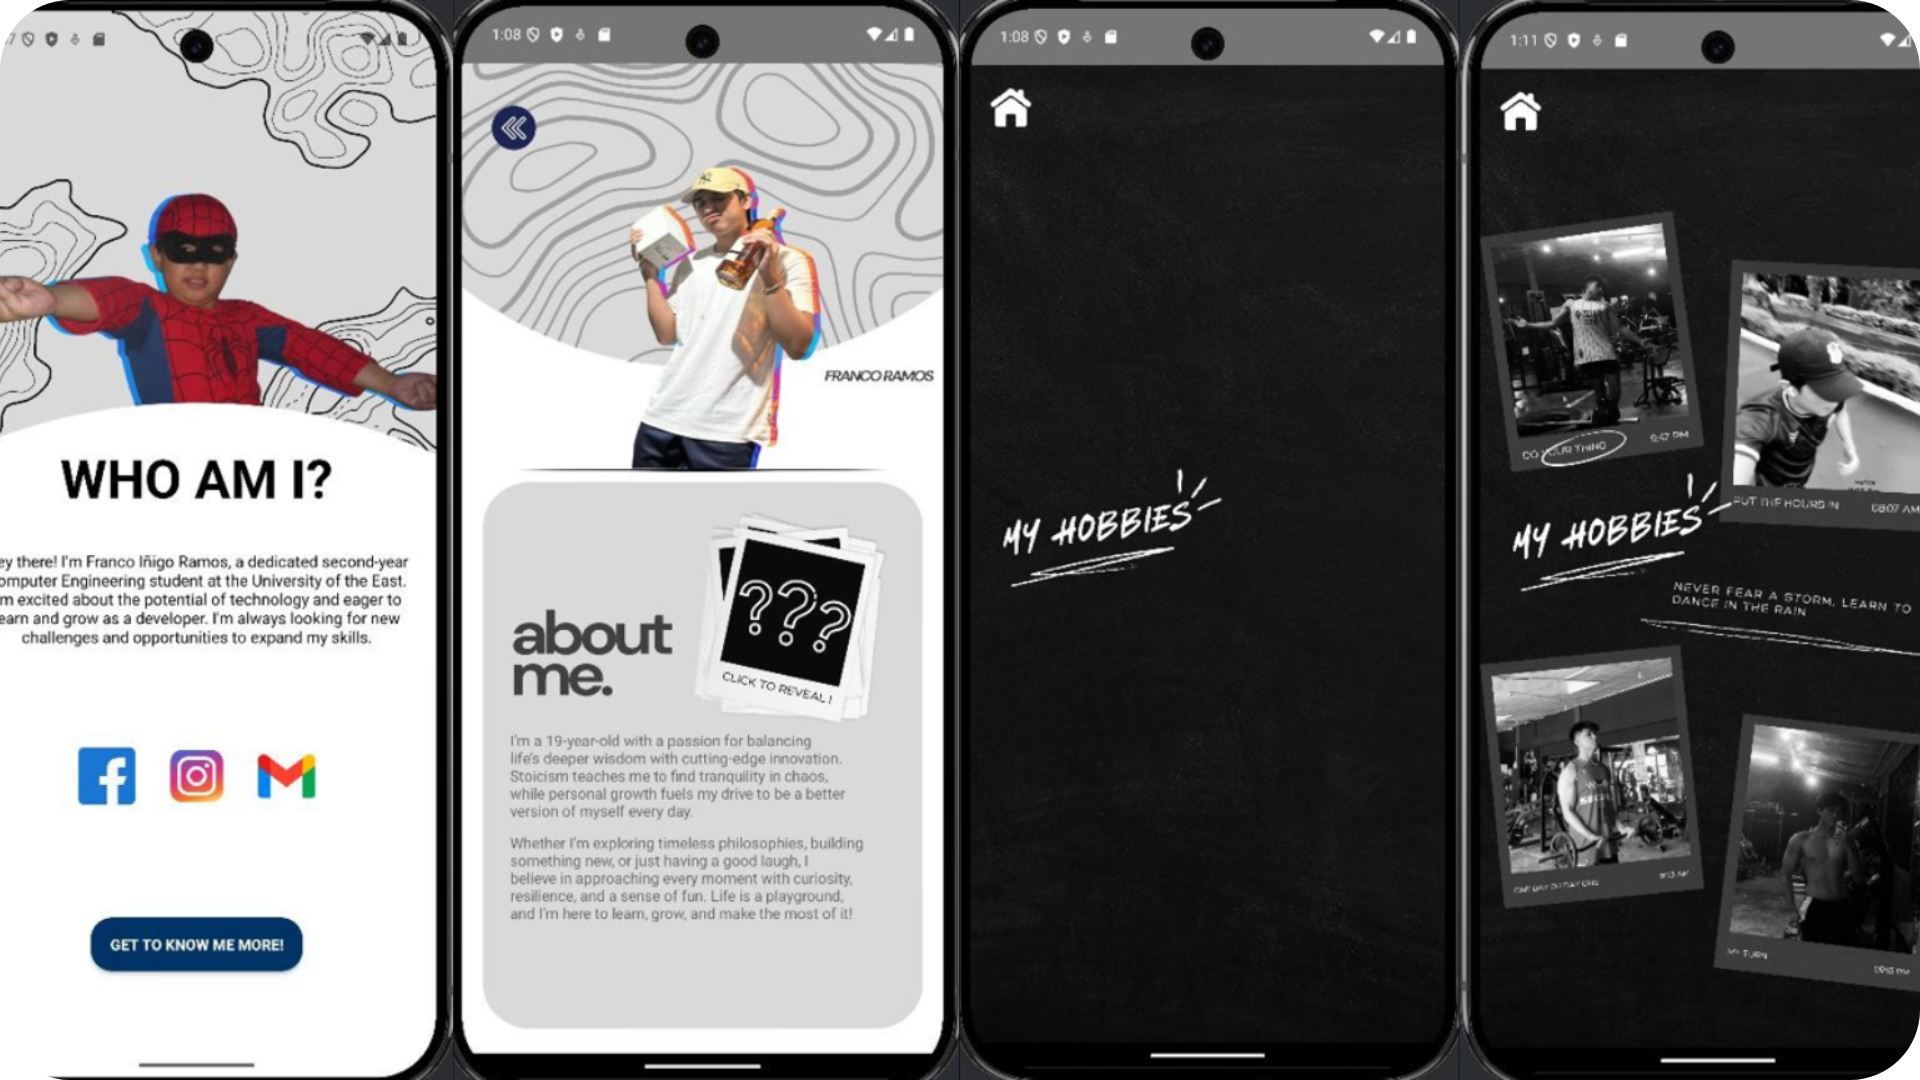 WHO AM I?
ey there! I'm Franco Iñigo Ramos, a dedicated second-year
omputer Engineering student at the University of the East.
m excited about the potential of technology and eager to
earn and grow as a developer. I'm always looking for new
challenges and opportunities to expand my skills.
GET TO KNOW ME MORE!
1:08
FRANCO RAMOS
about
me.
???
CLICK TO REVEAL!
I'm a 19-year-old with a passion for balancing
life's deeper wisdom with cutting-edge innovation.
Stoicism teaches me to find tranquility in chaos,
while personal growth fuels my drive to be a better
version of myself every day.
Whether I'm exploring timeless philosophies, building
something new, or just having a good laugh, I
believe in approaching every moment with curiosity,
resilience, and a sense of fun. Life is a playground,
and I'm here to learn, grow, and make the most of it!
1:08
MY HOBBIES
1:11
DO YOUR THING 9:47 PM
PUT THE HOURS IN 08:07 AM
MY HOBBIES
NEVER FEAR A STORM, LEARN TO
DANCE IN THE RAIN
MY TURN